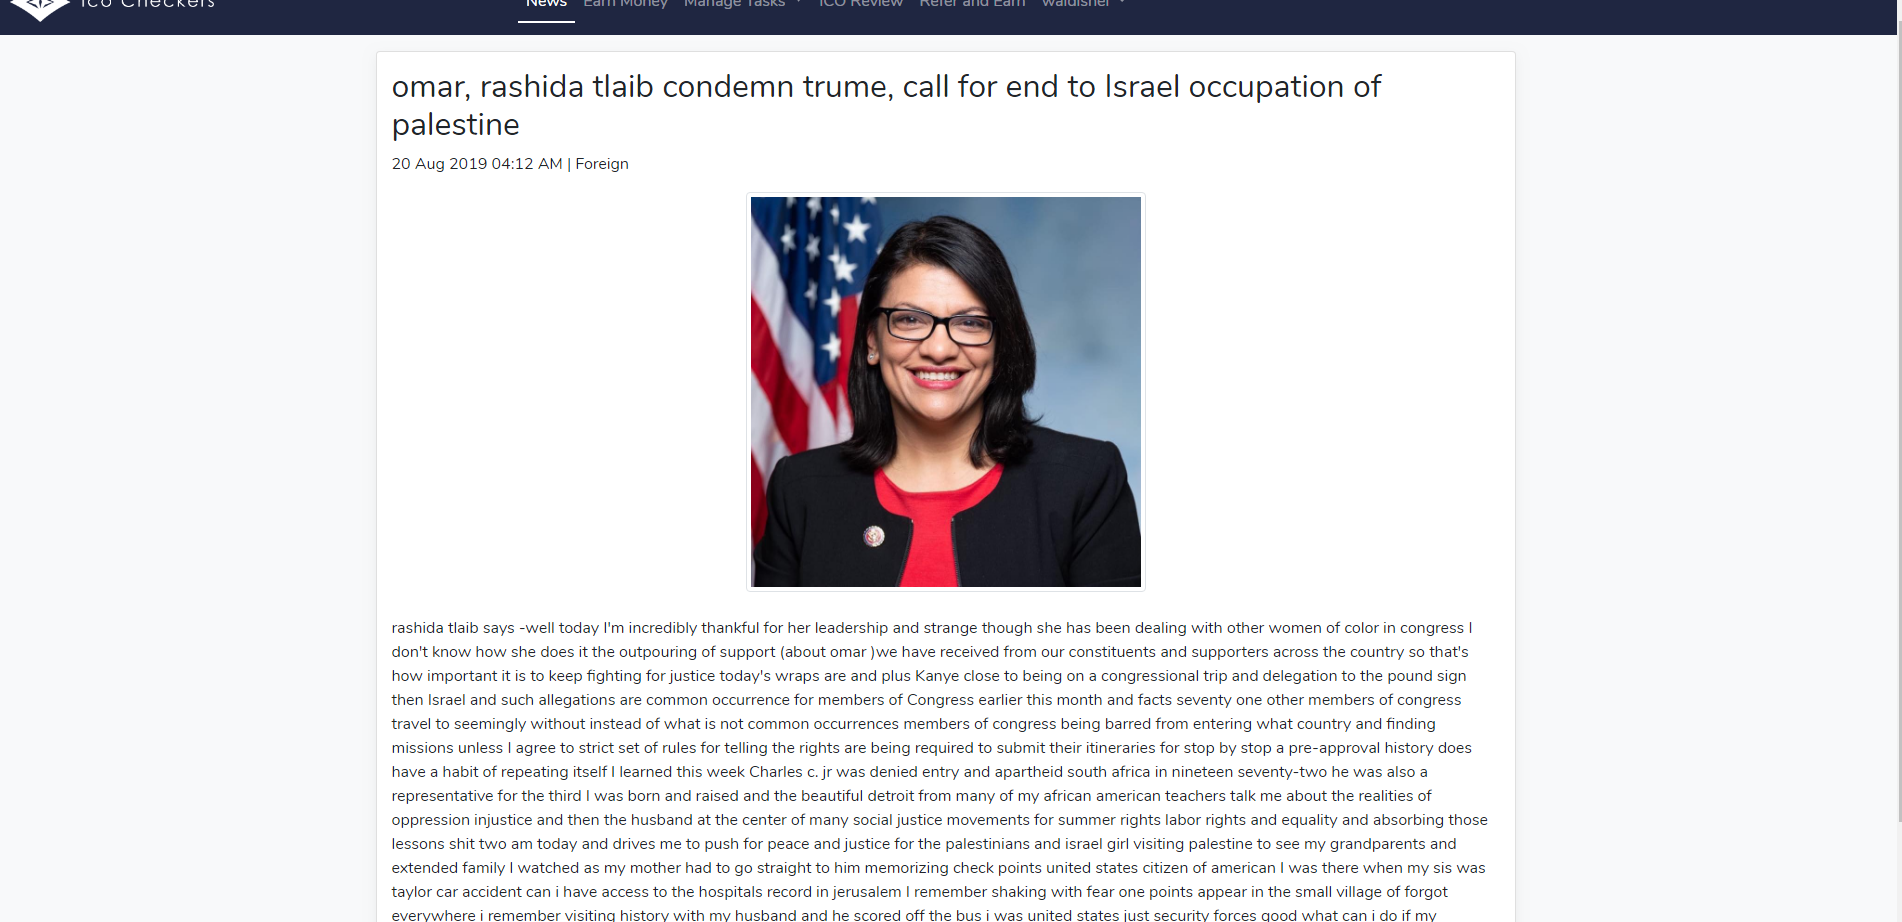 Ico Checkers
News Earn Money Manage Tasks ICO Review Refer and Earn waldisher
omar, rashida tlaib condemn trume, call for end to Israel occupation of
palestine
20 Aug 2019 04:12 AM | Foreign
rashida tlaib says -well today I'm incredibly thankful for her leadership and strange though she has been dealing with other women of color in congress I
don't know how she does it the outpouring of support (about omar )we have received from our constituents and supporters across the country so that's
how important it is to keep fighting for justice today's wraps are and plus Kanye close to being on a congressional trip and delegation to the pound sign
then Israel and such allegations are common occurrence for members of Congress earlier this month and facts seventy one other members of congress
travel to seemingly without instead of what is not common occurrences members of congress being barred from entering what country and finding
missions unless I agree to strict set of rules for telling the rights are being required to submit their itineraries for stop by stop a pre-approval history does
have a habit of repeating itself I learned this week Charles c. jr was denied entry and apartheid south africa in nineteen seventy-two he was also a
representative for the third I was born and raised and the beautiful detroit from many of my african american teachers talk me about the realities of
oppression injustice and then the husband at the center of many social justice movements for summer rights labor rights and equality and absorbing those
lessons shit two am today and drives me to push for peace and justice for the palestinians and israel girl visiting palestine to see my grandparents and
extended family I watched as my mother had to go straight to him memorizing check points united states citizen of american I was there when my sis was
taylor car accident can i have access to the hospitals record in jerusalem I remember shaking with fear one points appear in the small village of forgot
everywhere i remember visiting history with my husband and he scored off the bus i was united states just security forces good what can i do if my